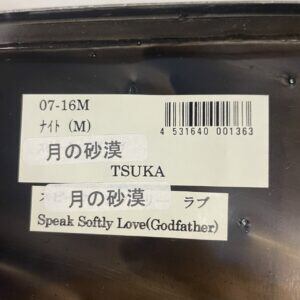 07-16M
ﾅｲﾄ (M)
4 531640 001363
月の砂漠
TSUKA
月の砂漠 ラブ
Speak Softly Love(Godfather)